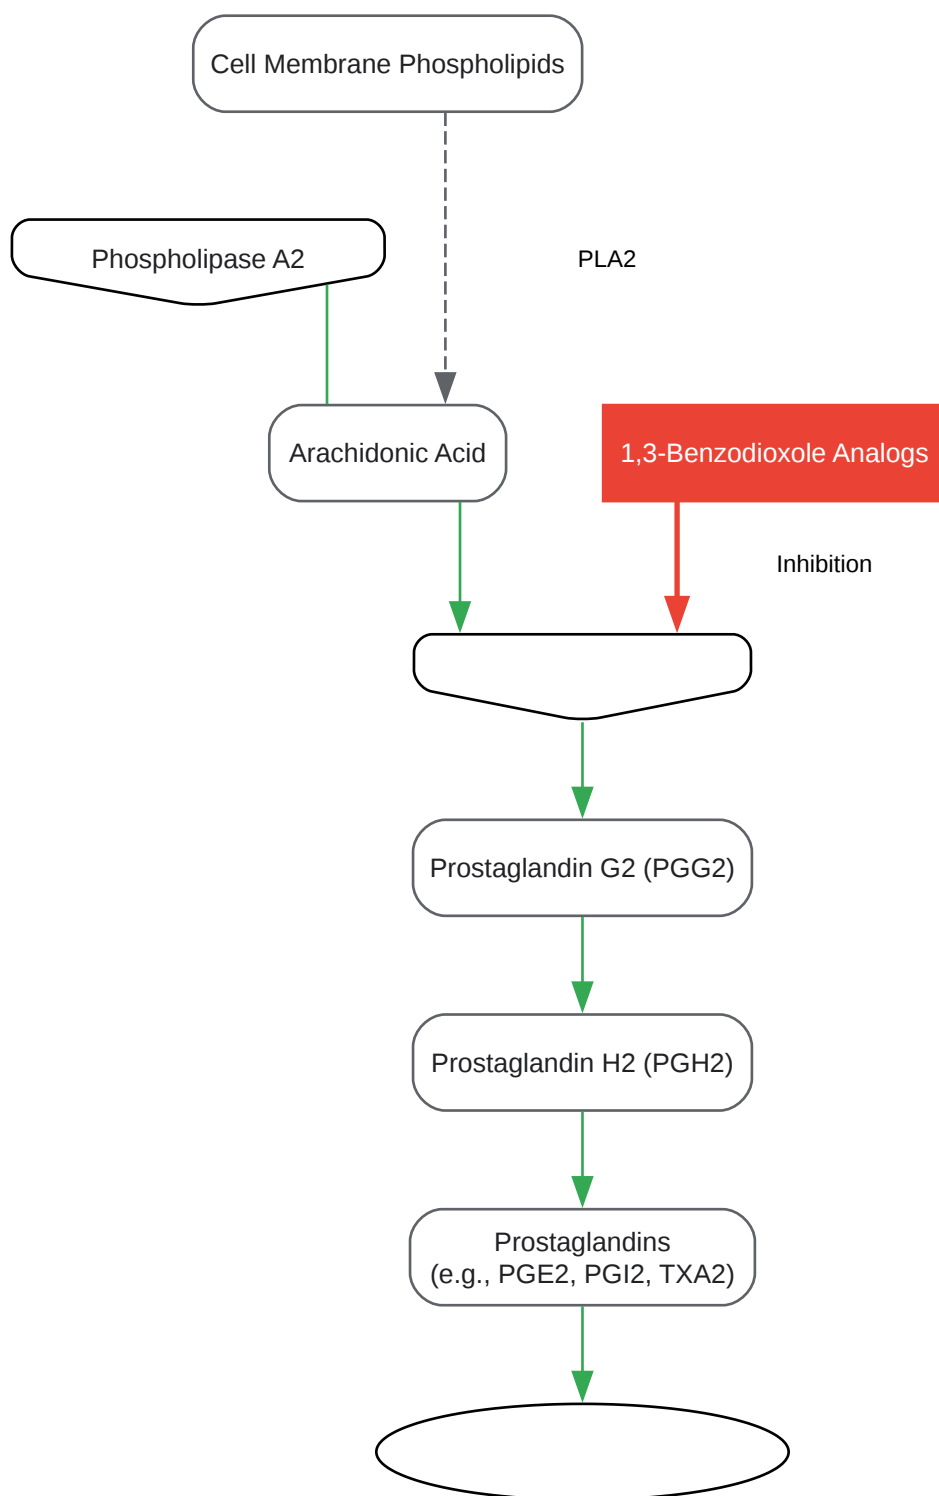 Cell Membrane Phospholipids
Phospholipase A2
PLA2
Arachidonic Acid
1,3-Benzodioxole Analogs
Inhibition
Prostaglandin G2 (PGG2)
Prostaglandin H2 (PGH2)
Prostaglandins
(e.g., PGE2, PGI2, TXA2)